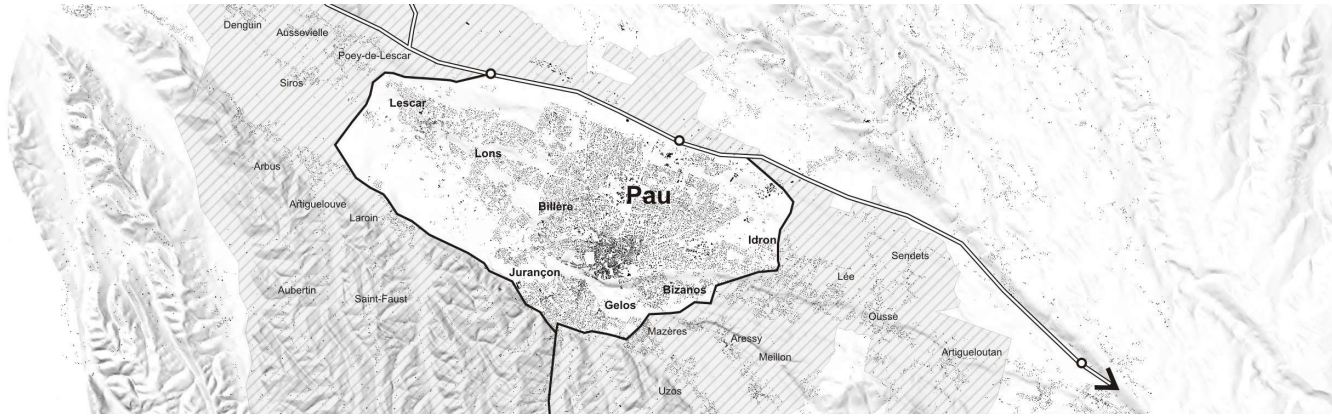 Denguin
Aussevielle
Poey-de-Lescar
Siros
Lescar
Lons
Arbus
Pau
Artiguelouve
Billère
Laroin
Idron
Sendets
Jurançon
Lée
Aubertin
Saint-Faust
Bizanos
Gelos
Ousse
Mazères
Aressy
Meillon
Artigueloutan
Uzos